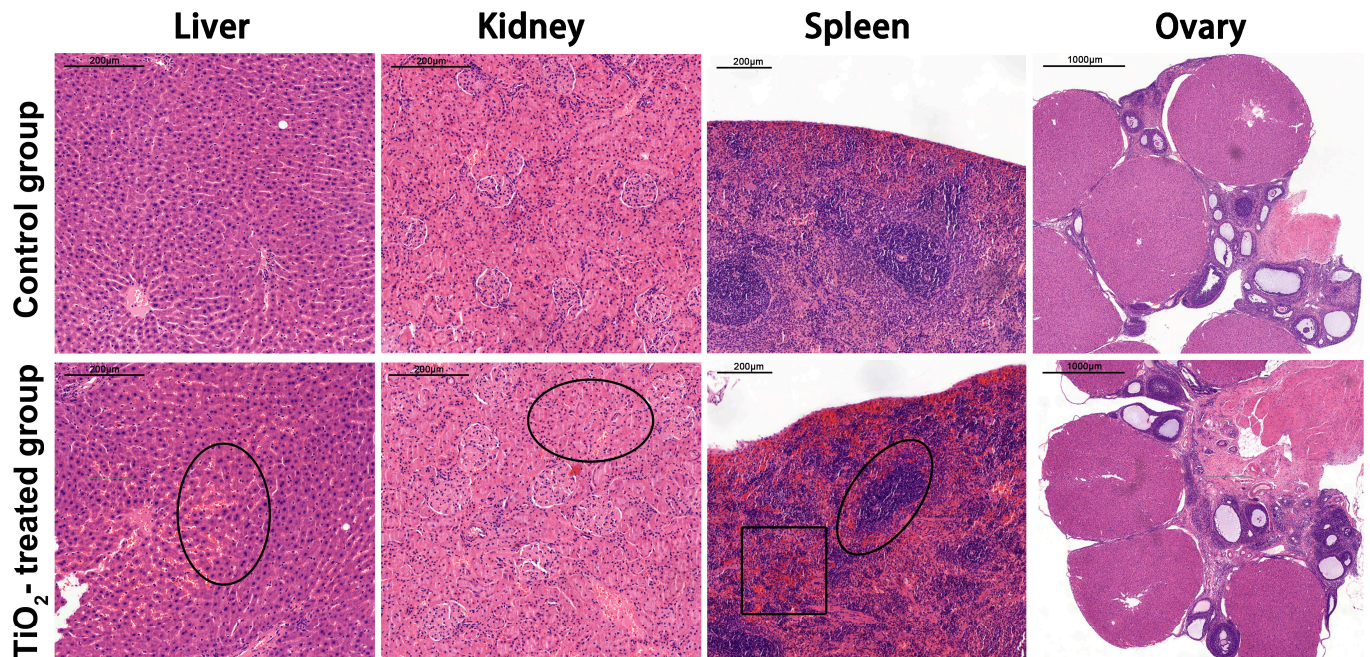 Liver Kidney Spleen Ovary
Control group
200µm
200µm
200µm
1000µm
TiO₂- treated group
200µm
200µm
200µm
1000µm